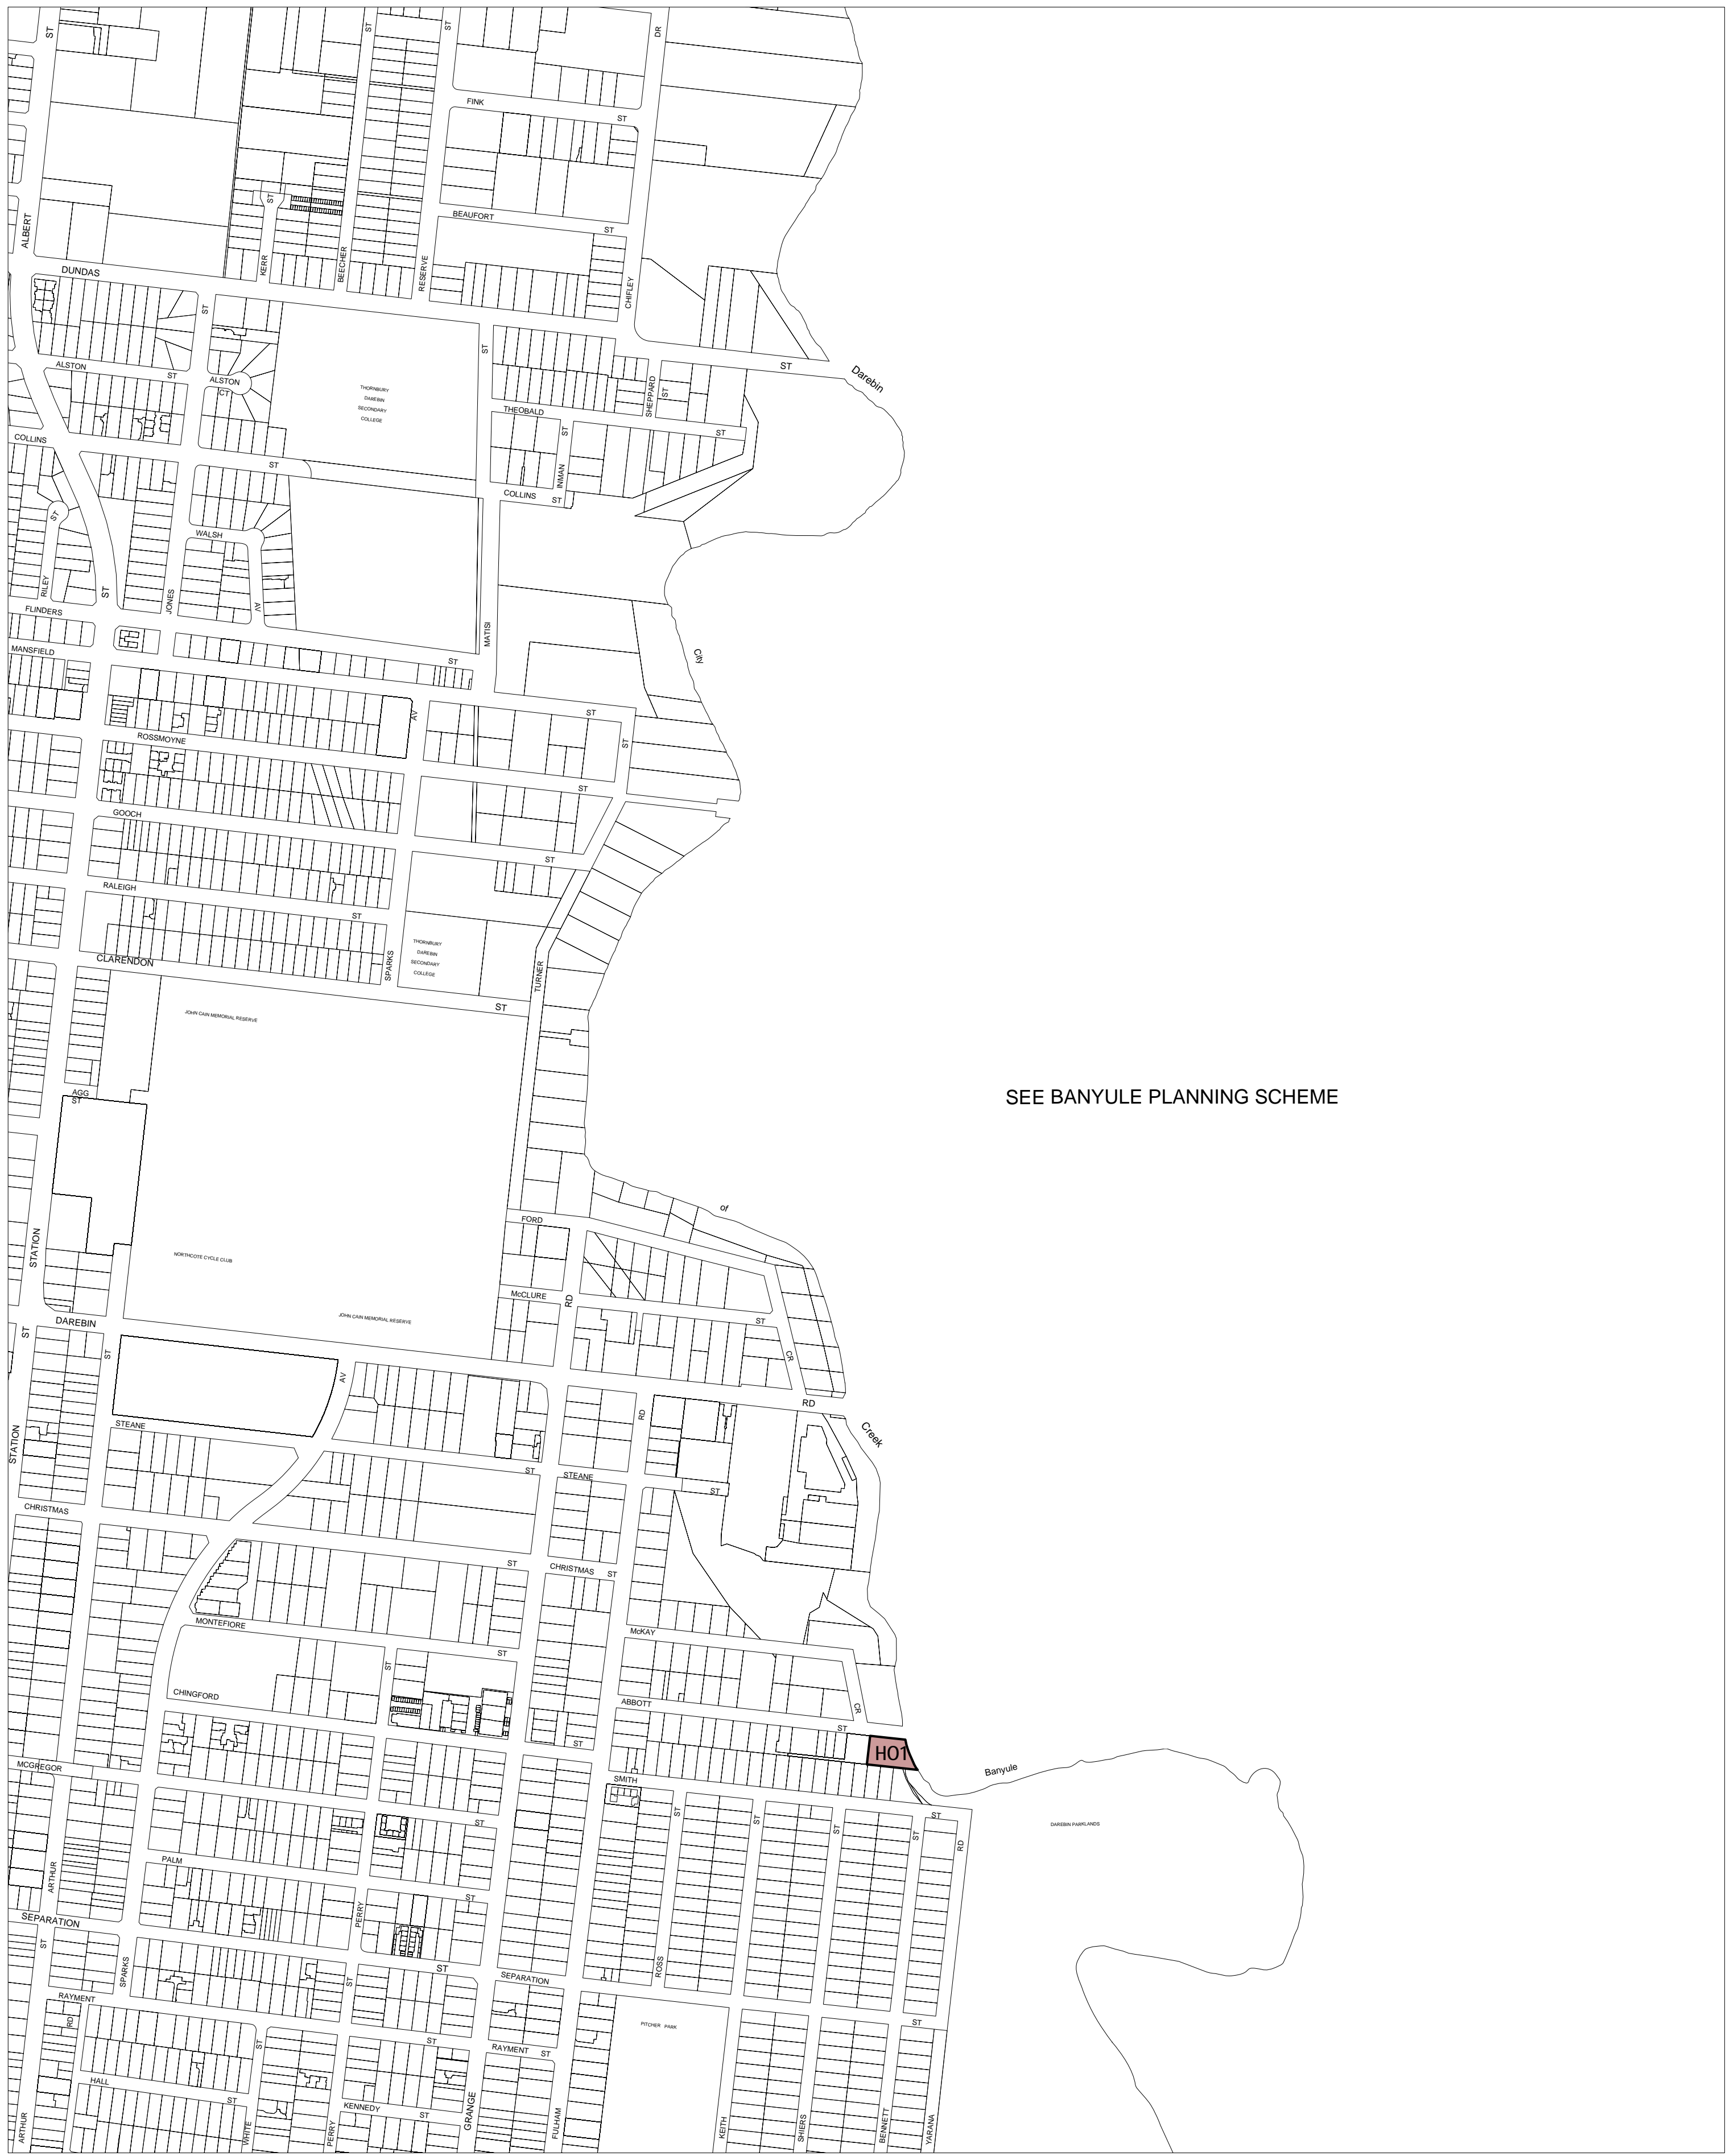 ST
ST
ST
DR
FINK
ST
ST
ALBERT
BEAUFORT
ST
KERR
BEECHER
RESERVE
CHIFLEY
DUNDAS
ST
ST
ST
Darebin
ALSTON
ST
ALSTON
CT
THORNBURY
DAREBIN
SECONDARY
COLLEGE
SHEPPARD
ST
THEOBALD
ST
ST
COLLINS
ST
INMAN
COLLINS
ST
ST
WALSH
RILEY
ST
JONES
AV
FLINDERS
MATISI
MANSFIELD
ST
City
AV
ST
ROSSMOYNE
ST
ST
GOOCH
ST
RALEIGH
ST
THORNBURY
DAREBIN
SECONDARY
COLLEGE
CLARENDON
SPARKS
TURNER
ST
JOHN CAIN MEMORIAL RESERVE
AGG
ST
SEE BANYULE PLANNING SCHEME
of
FORD
STATION
NORTHCOTE CYCLE CLUB
McCLURE
RD
JOHN CAIN MEMORIAL RESERVE
DAREBIN
ST
ST
ST
CR
AV
RD
RD
STEANE
Creek
STATION
ST
STEANE
ST
CHRISTMAS
ST
CHRISTMAS
ST
MONTEFIORE
McKAY
ST
ST
CHINGFORD
ABBOTT
CR
ST
ST
H01
MCGREGOR
Banyule
SMITH
ST
ST
ST
ST
ST
ST
RD
DAREBIN PARKLANDS
PALM
ARTHUR
ST
PERRY
SEPARATION
ST
ST
SPARKS
ST
SEPARATION
ROSS
RAYMENT
RD
PITCHER PARK
ST
ST
ST
RAYMENT
ST
HALL
ST
KENNEDY
ST
ARTHUR
WHITE
PERRY
GRANGE
FULHAM
KEITH
SHIERS
BENNETT
YARANA